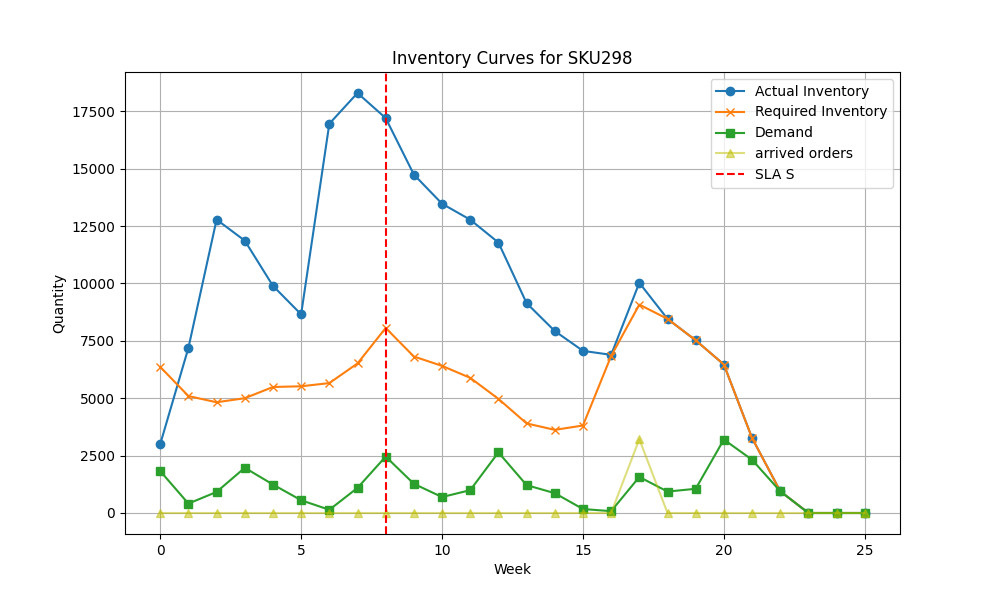 Inventory Curves for SKU298
Actual Inventory
Required Inventory
Demand
arrived orders
SLA S
17500
15000
12500
10000
7500
5000
2500
0
Quantity
0 5 10 15 20 25
Week